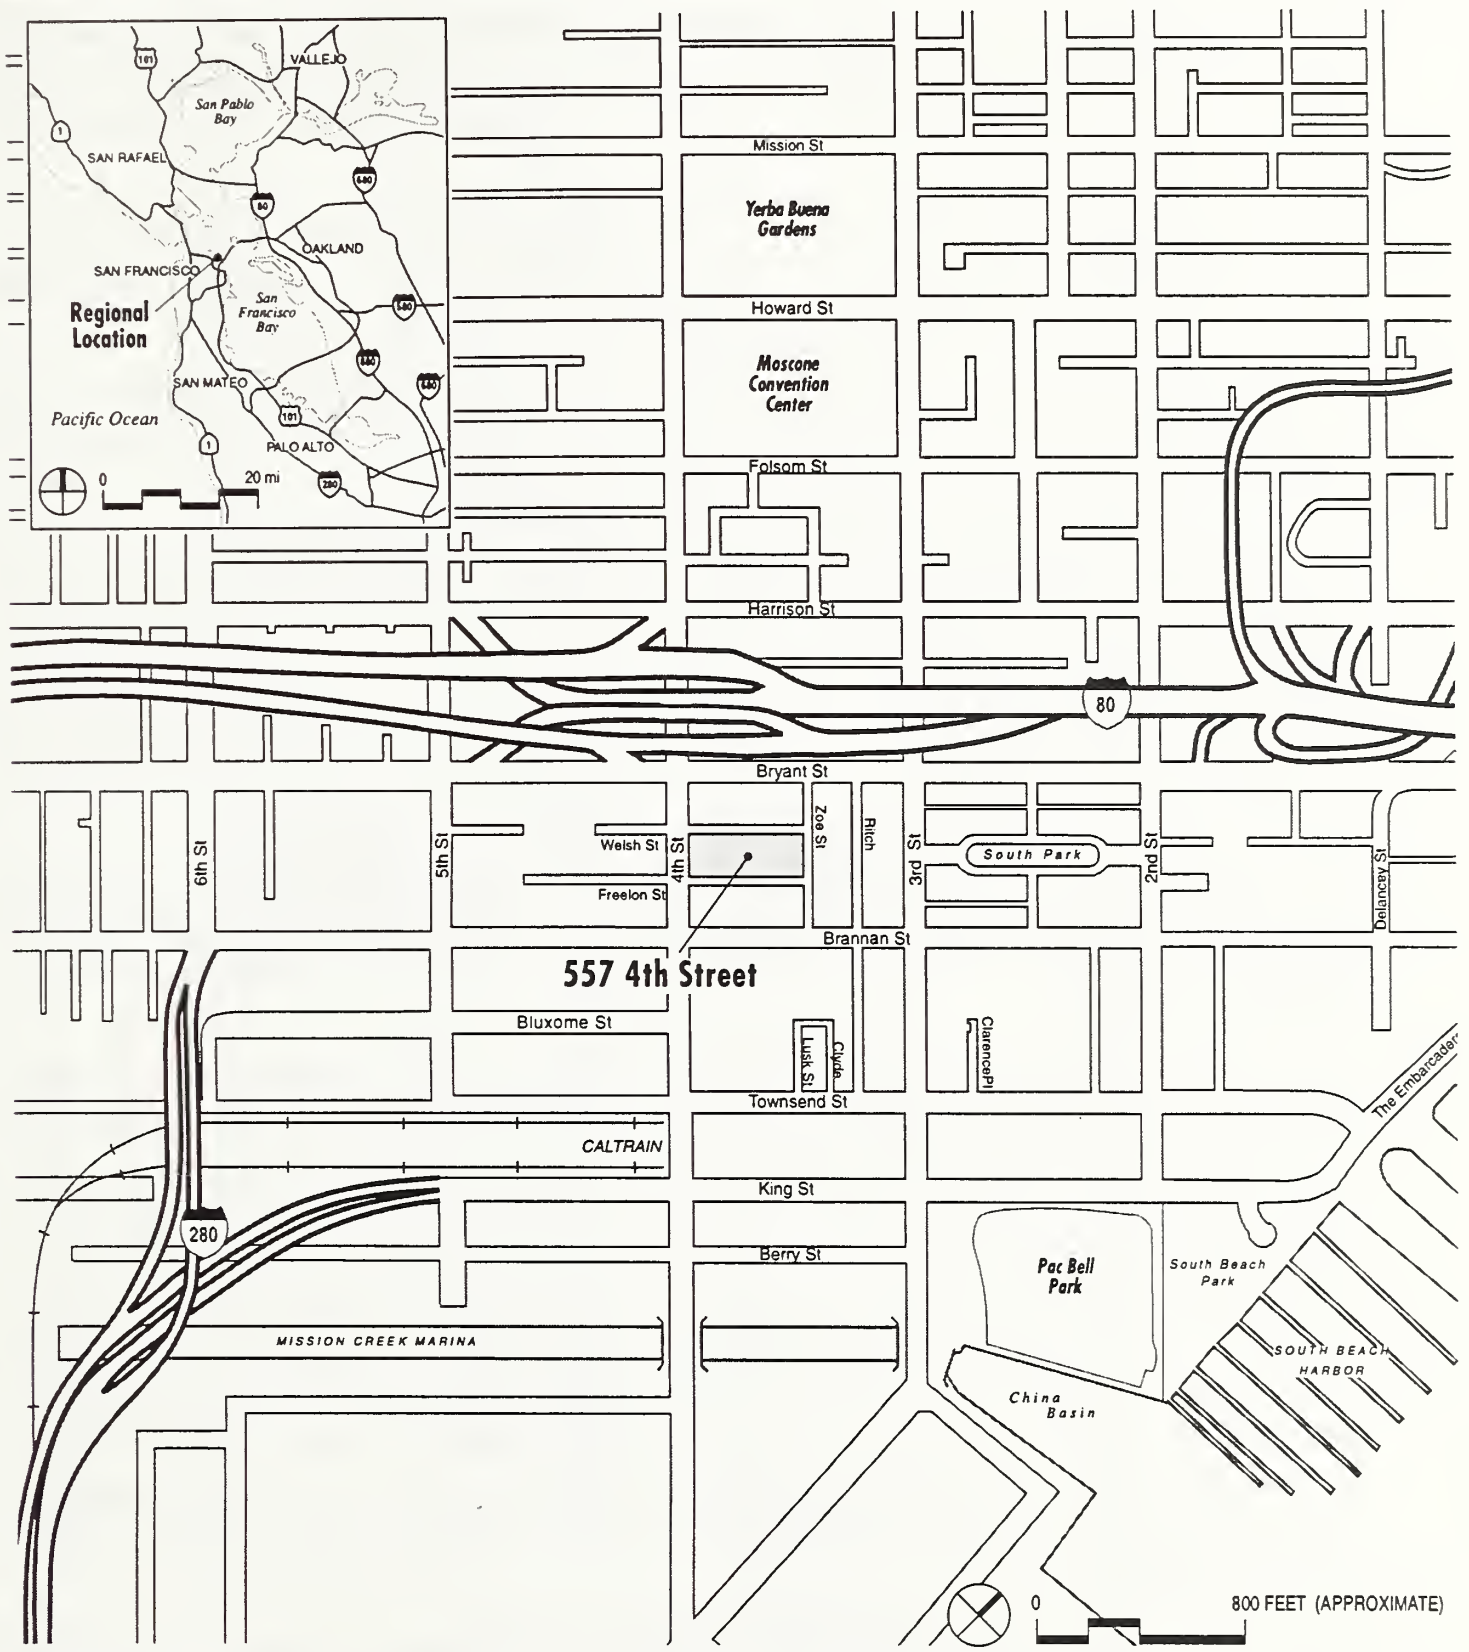 101
VALLEJO
San Pablo
Bay
1
SAN RAFAEL
680
80
OAKLAND
SAN FRANCISCO
Regional
Location
San
Francisco
Bay
580
880
680
SAN MATEO
101
Pacific Ocean
1
PALO ALTO
280
0
20 mi
Mission St
Yerba Buena
Gardens
Howard St
Moscone
Convention
Center
Folsom St
Harrison St
80
Bryant St
6th St
5th St
Welsh St
Freelon St
4th St
Zoe St
Ritch
3rd St
South Park
2nd St
Delancey St
Brannan St
557 4th Street
Bluxome St
Lusk St
Clyde
Clarence Pl
Townsend St
The Embarcadero
CALTRAIN
King St
280
Berry St
Pac Bell
Park
South Beach
Park
MISSION CREEK MARINA
SOUTH BEACH
HARBOR
China
Basin
0
800 FEET (APPROXIMATE)